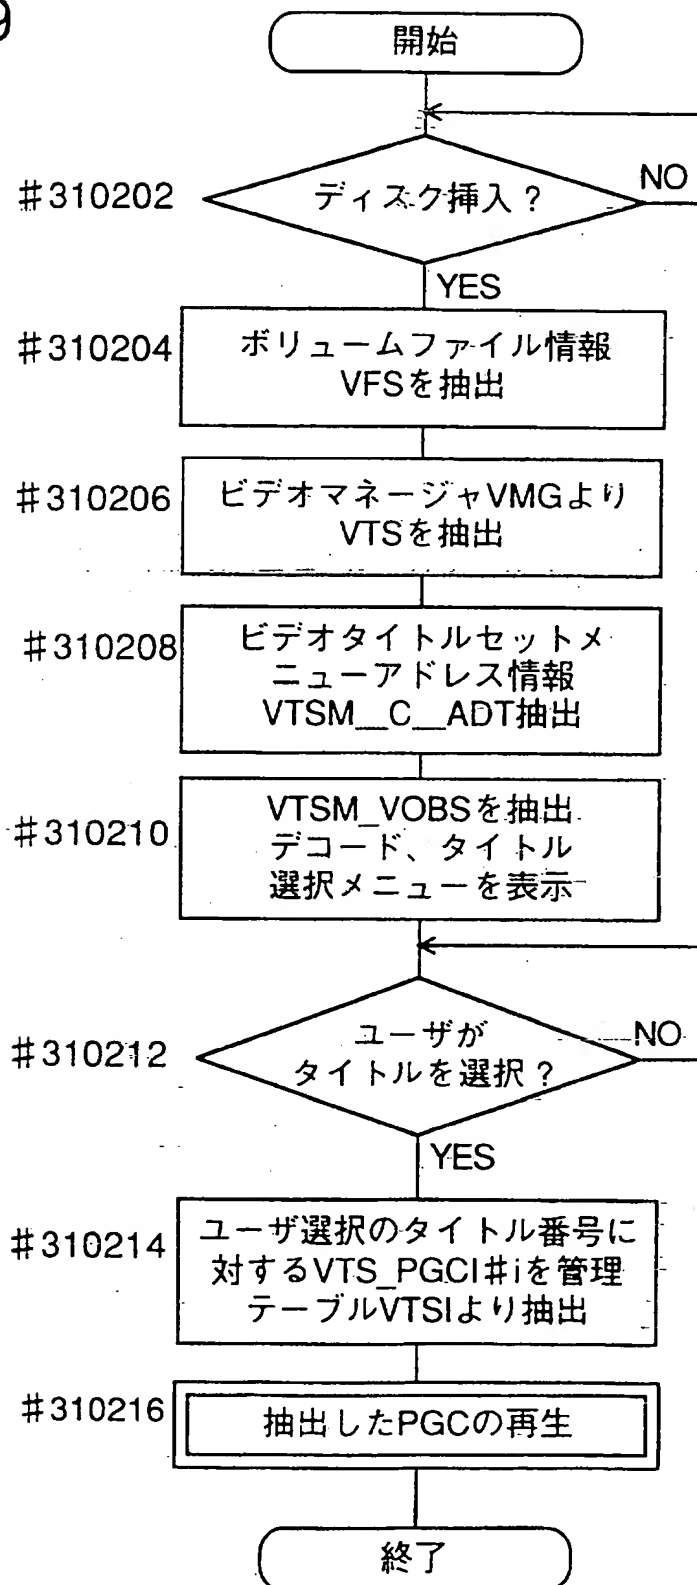 9
開始
#310202
ディスク挿入?
NO
YES
#310204
ボリュームファイル情報
VFSを抽出
#310206
ビデオマネージャVMGより
VTSを抽出
#310208
ビデオタイトルセットメ
ニューアドレス情報
VTSM__C__ADT抽出
#310210
VTSM_VOBSを抽出
デコード、タイトル
選択メニューを表示
#310212
ユーザが
タイトルを選択?
NO
YES
#310214
ユーザ選択のタイトル番号に
対するVTS_PGCI#iを管理
テーブルVTSIより抽出
#310216
抽出したPGCの再生
終了